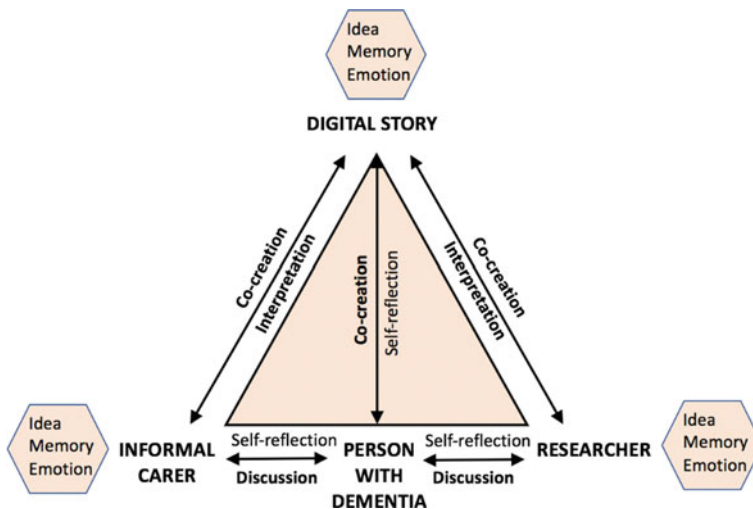 Idea
Memory
Emotion
DIGITAL STORY
Co-creation
Interpretation
Co-creation
Self-reflection
Co-creation
Interpretation
Idea
Memory
Emotion
INFORMAL
CARER
Self-reflection
Discussion
PERSON
WITH
DEMENTIA
Self-reflection
Discussion
RESEARCHER
Idea
Memory
Emotion